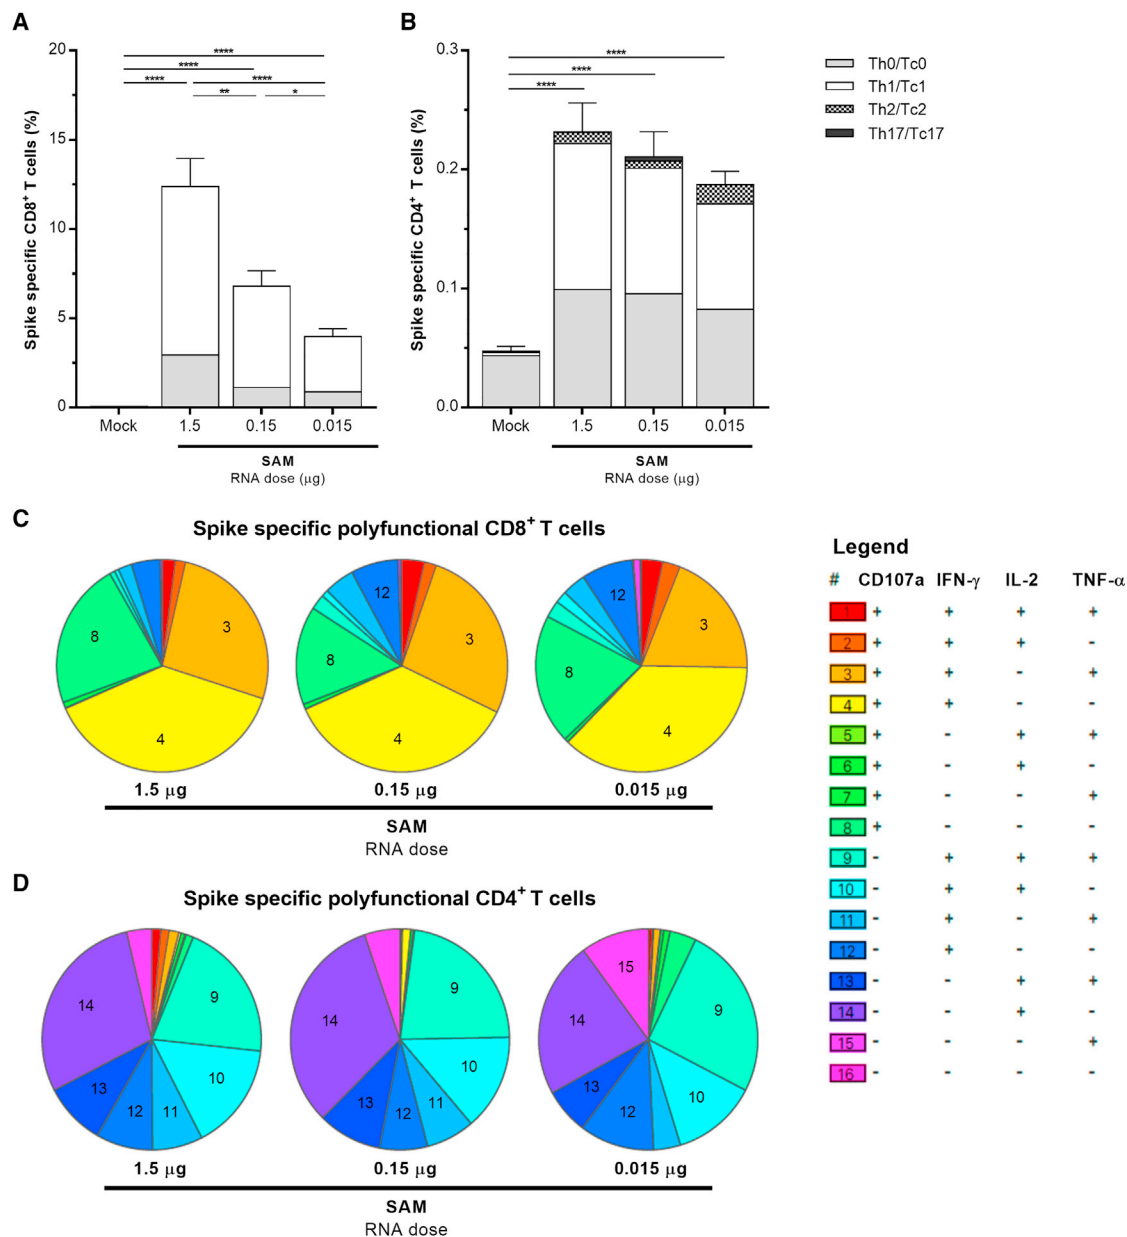 A
B
20
15
10
5
0
Spike specific CD8+ T cells (%)
****
****
**** ****
** *
Mock 1.5 0.15 0.015
SAM
RNA dose (μg)
0.3
0.2
0.1
0.0
Spike specific CD4+ T cells (%)
****
****
****
Mock 1.5 0.15 0.015
SAM
RNA dose (μg)
Th0/Tc0
Th1/Tc1
Th2/Tc2
Th17/Tc17
C
Spike specific polyfunctional CD8+ T cells
3 4 8
3 4 8 12
3 4 8 12
1.5 μg 0.15 μg 0.015 μg
SAM
RNA dose
D
Spike specific polyfunctional CD4+ T cells
9 10 11 12 13 14
9 10 11 12 13 14
9 10 12 13 14 15
1.5 μg 0.15 μg 0.015 μg
SAM
RNA dose
Legend
# CD107a IFN-γ IL-2 TNF-α
1 + + + +
2 + + + -
3 + + - +
4 + + - -
5 + - + +
6 + - + -
7 + - - +
8 + - - -
9 - + + +
10 - + + -
11 - + - +
12 - + - -
13 - - + +
14 - - + -
15 - - - +
16 - - - -